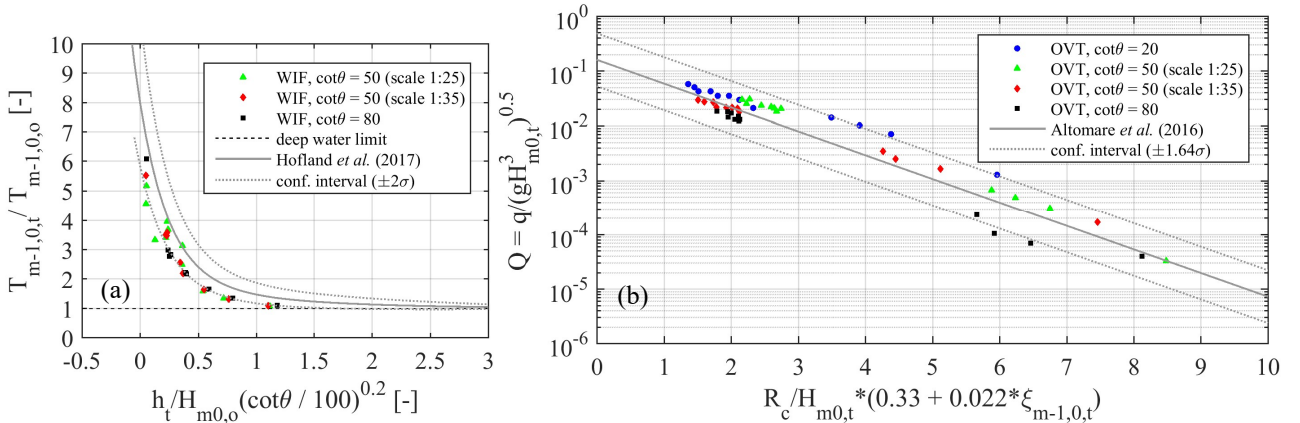 10
9
8
7
6
5
4
3
2
1
0
T_{m-1,0,t} / T_{m-1,0,o} [-]
WIF, cotθ = 50 (scale 1:25)
WIF, cotθ = 50 (scale 1:35)
WIF, cotθ = 80
deep water limit
Hofland et al. (2017)
conf. interval (±2σ)
(a)
-0.5 0 0.5 1 1.5 2 2.5 3
h_t/H_{m0,o}(cotθ / 100)^{0.2} [-]
10^0
10^{-1}
10^{-2}
10^{-3}
10^{-4}
10^{-5}
10^{-6}
Q = q/(gH^3_{m0,t})^{0.5}
OVT, cotθ = 20
OVT, cotθ = 50 (scale 1:25)
OVT, cotθ = 50 (scale 1:35)
OVT, cotθ = 80
Altomare et al. (2016)
conf. interval (±1.64σ)
(b)
0 1 2 3 4 5 6 7 8 9 10
R_c/H_{m0,t}*(0.33 + 0.022*ξ_{m-1,0,t})